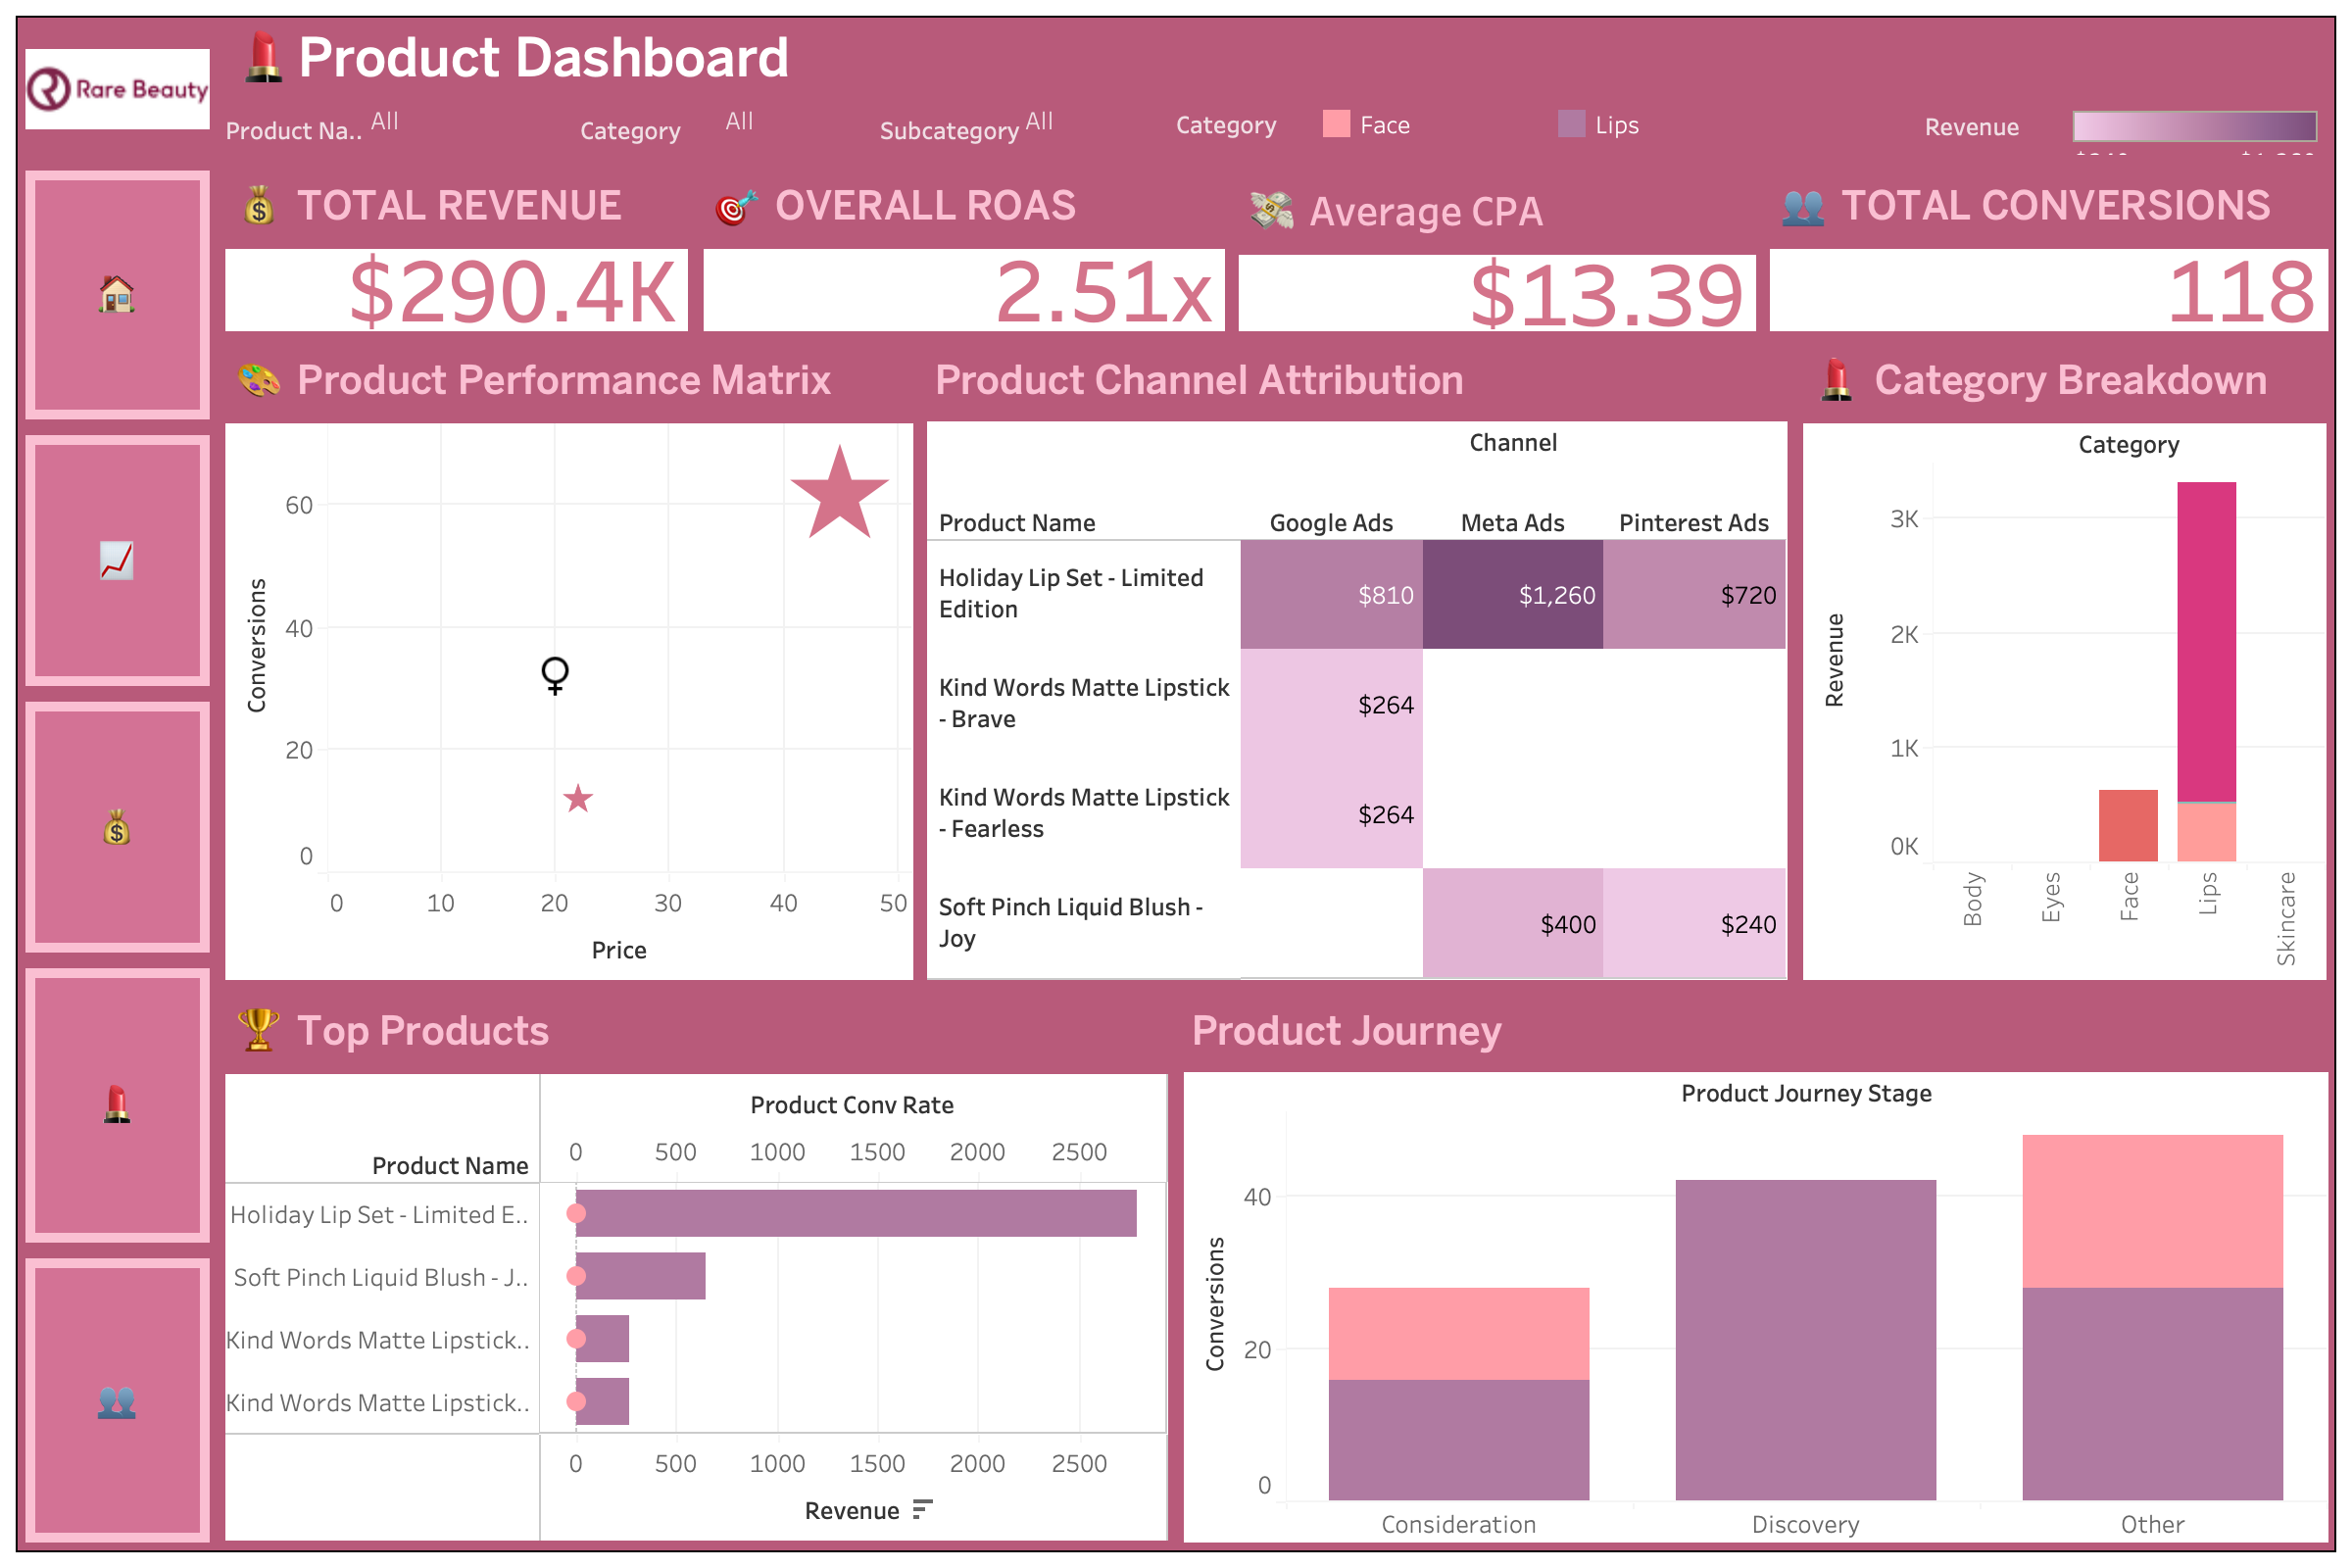 Rare Beauty
Product Dashboard
Product Na.. All
Category All
Subcategory All
Category Face Lips
Revenue
TOTAL REVENUE
OVERALL ROAS
Average CPA
TOTAL CONVERSIONS
$290.4K
2.51x
$13.39
118
Product Performance Matrix
Conversions
60
40
20
0
0 10 20 30 40 50
Price
Product Channel Attribution
Channel
Product Name Google Ads Meta Ads Pinterest Ads
Holiday Lip Set - Limited
Edition
$810 $1,260 $720
Kind Words Matte Lipstick
- Brave
$264
Kind Words Matte Lipstick
- Fearless
$264
Soft Pinch Liquid Blush -
Joy
$400 $240
Category Breakdown
Category
Revenue
3K
2K
1K
0K
Body
Eyes
Face
Lips
Skincare
Top Products
Product Conv Rate
Product Name
0 500 1000 1500 2000 2500
Holiday Lip Set - Limited E..
Soft Pinch Liquid Blush - J..
Kind Words Matte Lipstick..
Kind Words Matte Lipstick..
0 500 1000 1500 2000 2500
Revenue
Product Journey
Product Journey Stage
Conversions
40
20
0
Consideration Discovery Other